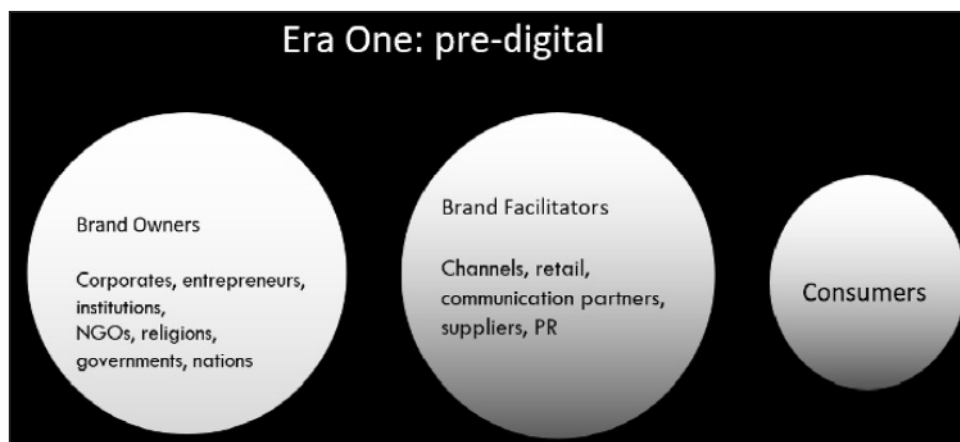 Era One: pre-digital
Brand Owners
Corporates, entrepreneurs,
institutions,
NGOs, religions,
governments, nations
Brand Facilitators
Channels, retail,
communication partners,
suppliers, PR
Consumers